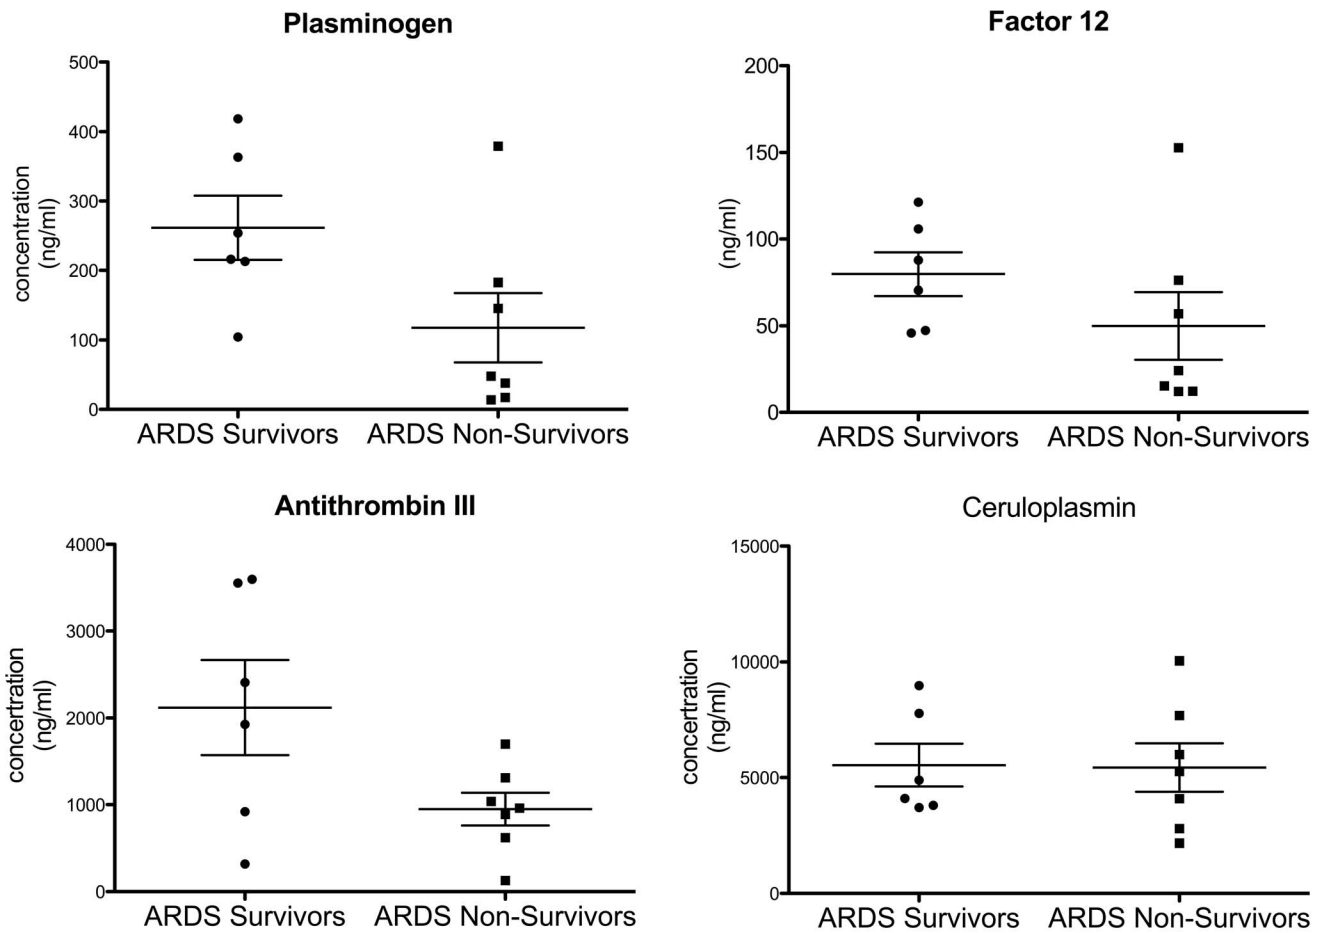 Plasminogen
500
400
300
200
100
0
concentration
(ng/ml)
ARDS Survivors
ARDS Non-Survivors
Factor 12
200
150
100
50
0
(ng/ml)
ARDS Survivors
ARDS Non-Survivors
Antithrombin III
4000
3000
2000
1000
0
concertration
(ng/ml)
ARDS Survivors
ARDS Non-Survivors
Ceruloplasmin
15000
10000
5000
0
concertration
(ng/ml)
ARDS Survivors
ARDS Non-Survivors